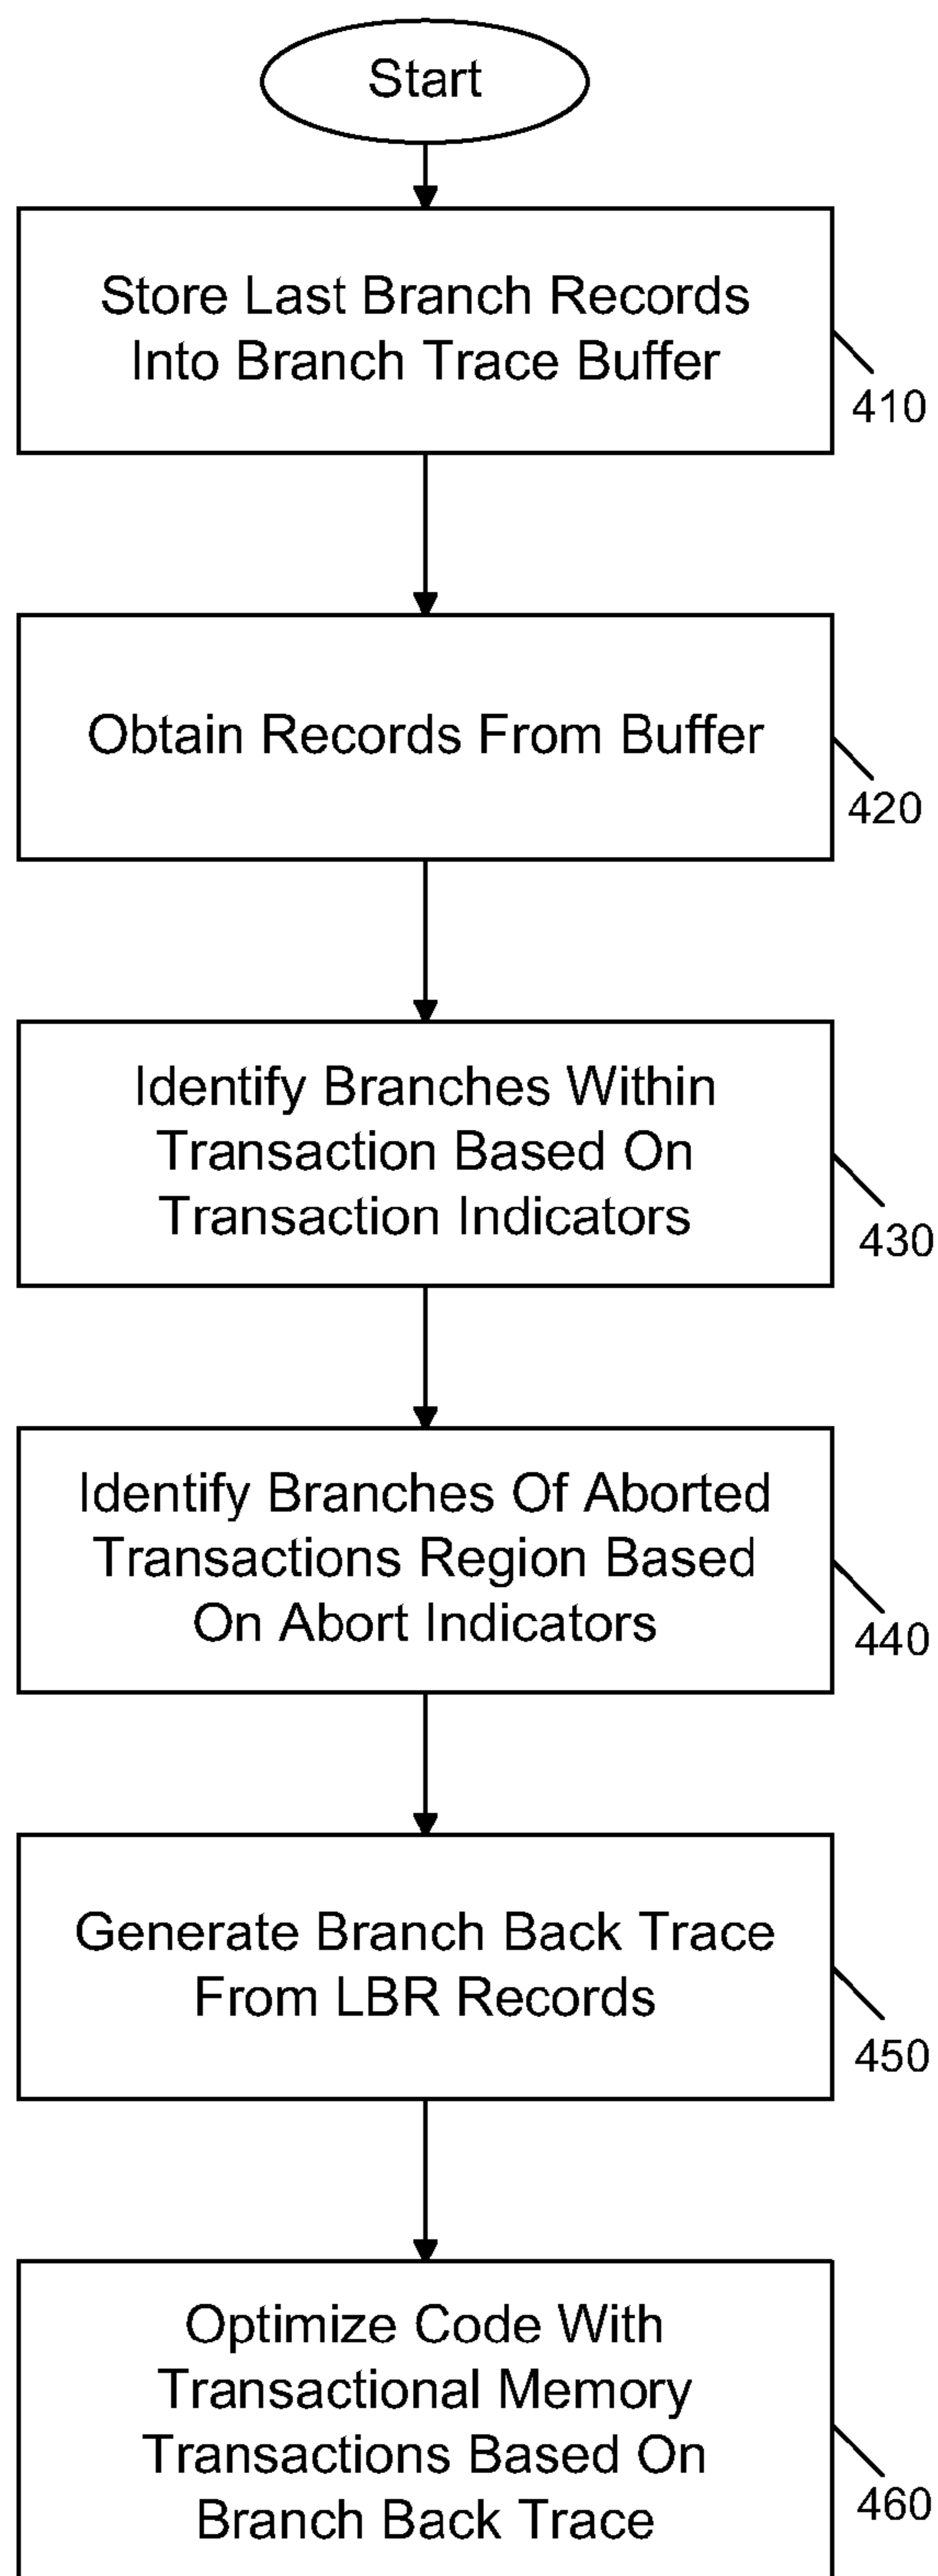 Start
Store Last Branch Records
Into Branch Trace Buffer
410
Obtain Records From Buffer
420
Identify Branches Within
Transaction Based On
Transaction Indicators
430
Identify Branches Of Aborted
Transactions Region Based
On Abort Indicators
440
Generate Branch Back Trace
From LBR Records
450
Optimize Code With
Transactional Memory
Transactions Based On
Branch Back Trace
460